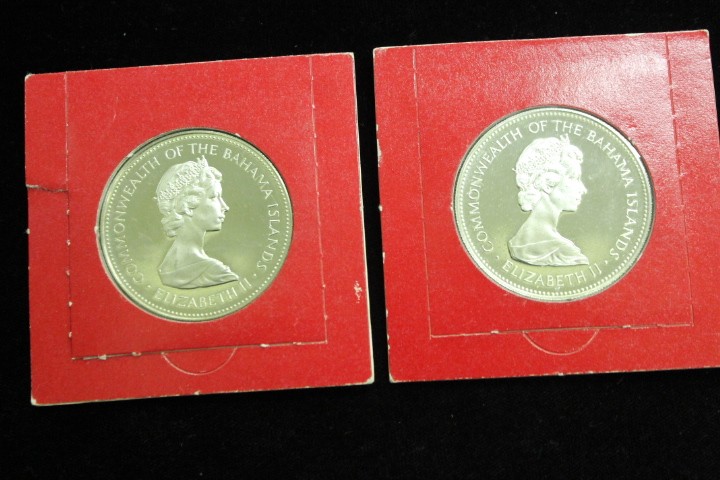 COMMONWEALTH OF THE BAHAMA ISLANDS
· ELIZABETH II ·
COMMONWEALTH OF THE BAHAMA ISLANDS
· ELIZABETH II ·